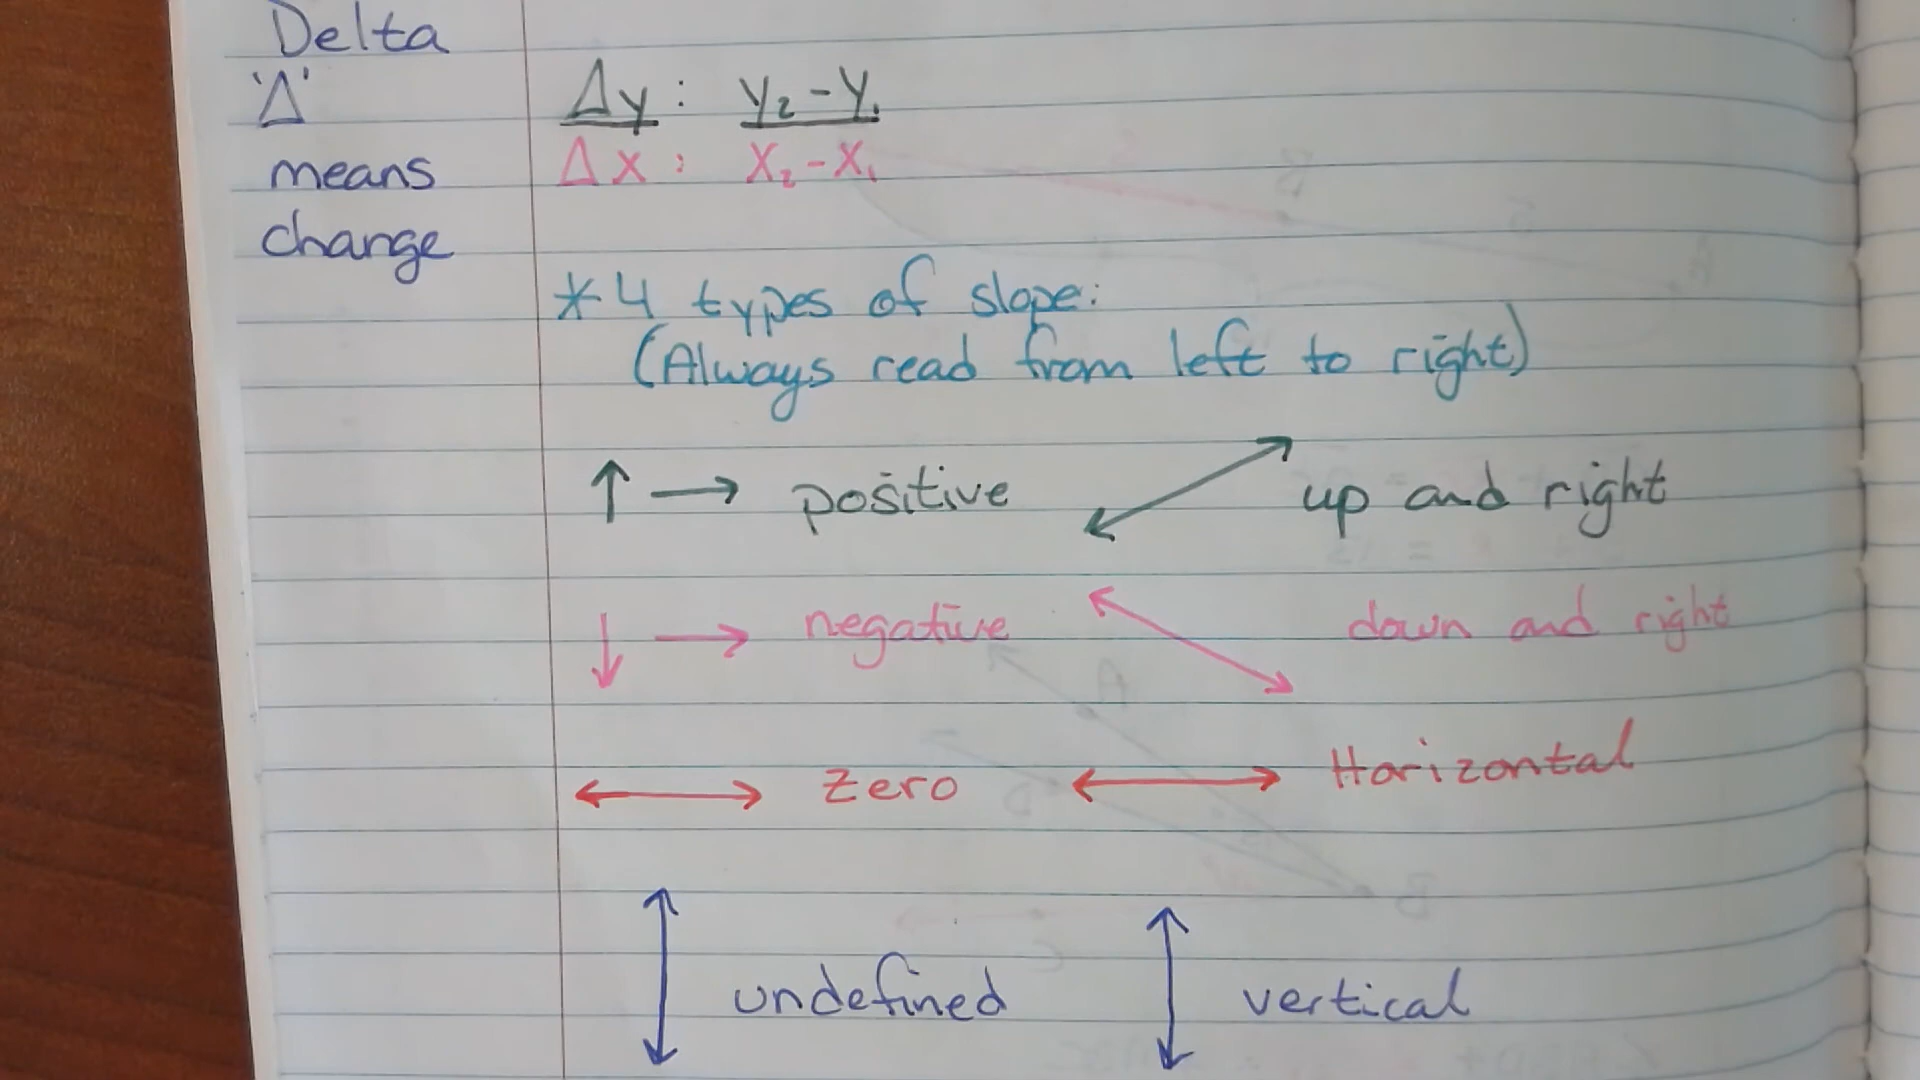 Delta
'Δ'
means
change
Δy : y₂-y₁
Δx : x₂-x₁
* 4 types of slope:
(Always read from left to right)
↑ → positive ↗ up and right
↓ → negative ↘ down and right
↔ zero ↔ Horizontal
↕ undefined ↕ vertical